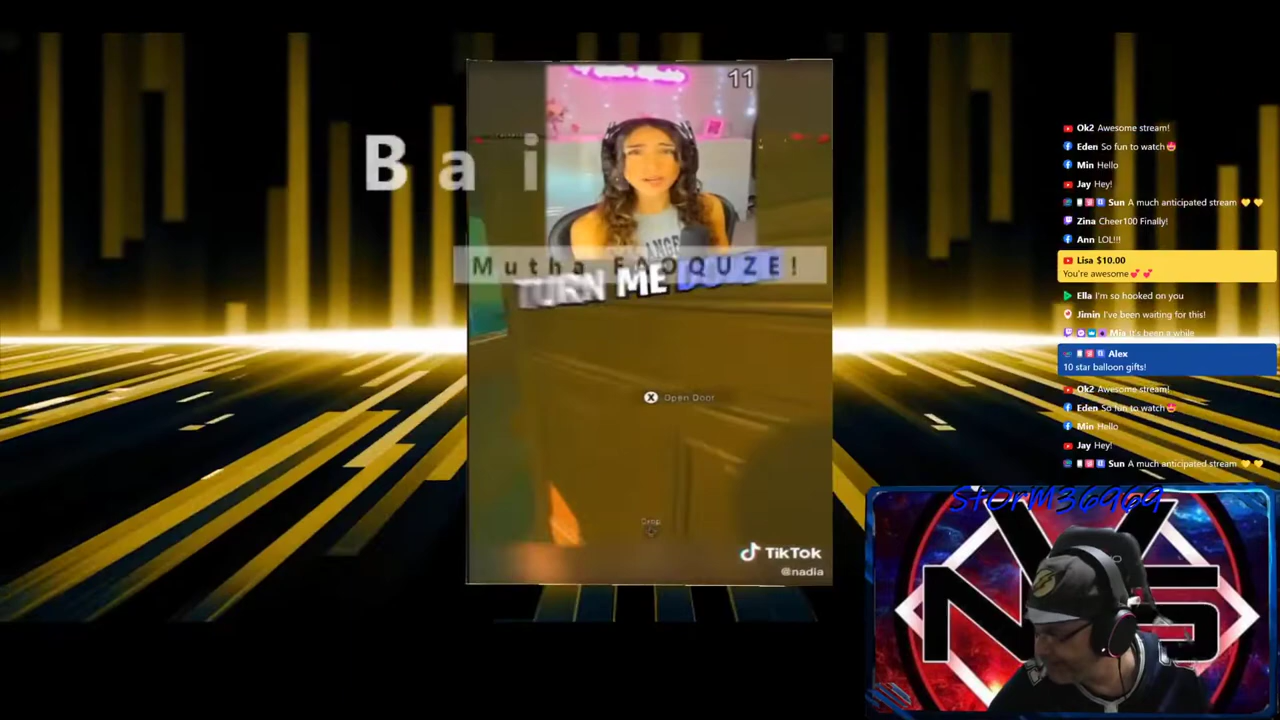 11
B a i
M u t h a F A O Q U Z E !
TURN ME DOWN
X Open Door
TikTok
@nadia
Ok2 Awesome stream!
Eden So fun to watch🤩
Min Hello
Jay Hey!
Sun A much anticipated stream 💛 💛
Zina Cheer100 Finally!
Ann LOL!!!
Lisa $10.00
You're awesome💕 💕
Ella I'm so hooked on you
Jimin I've been waiting for this!
Mia It's been a while
Alex
10 star balloon gifts!
Ok2 Awesome stream!
Eden So fun to watch🤩
Min Hello
Jay Hey!
Sun A much anticipated stream 💛 💛
StOrM36969